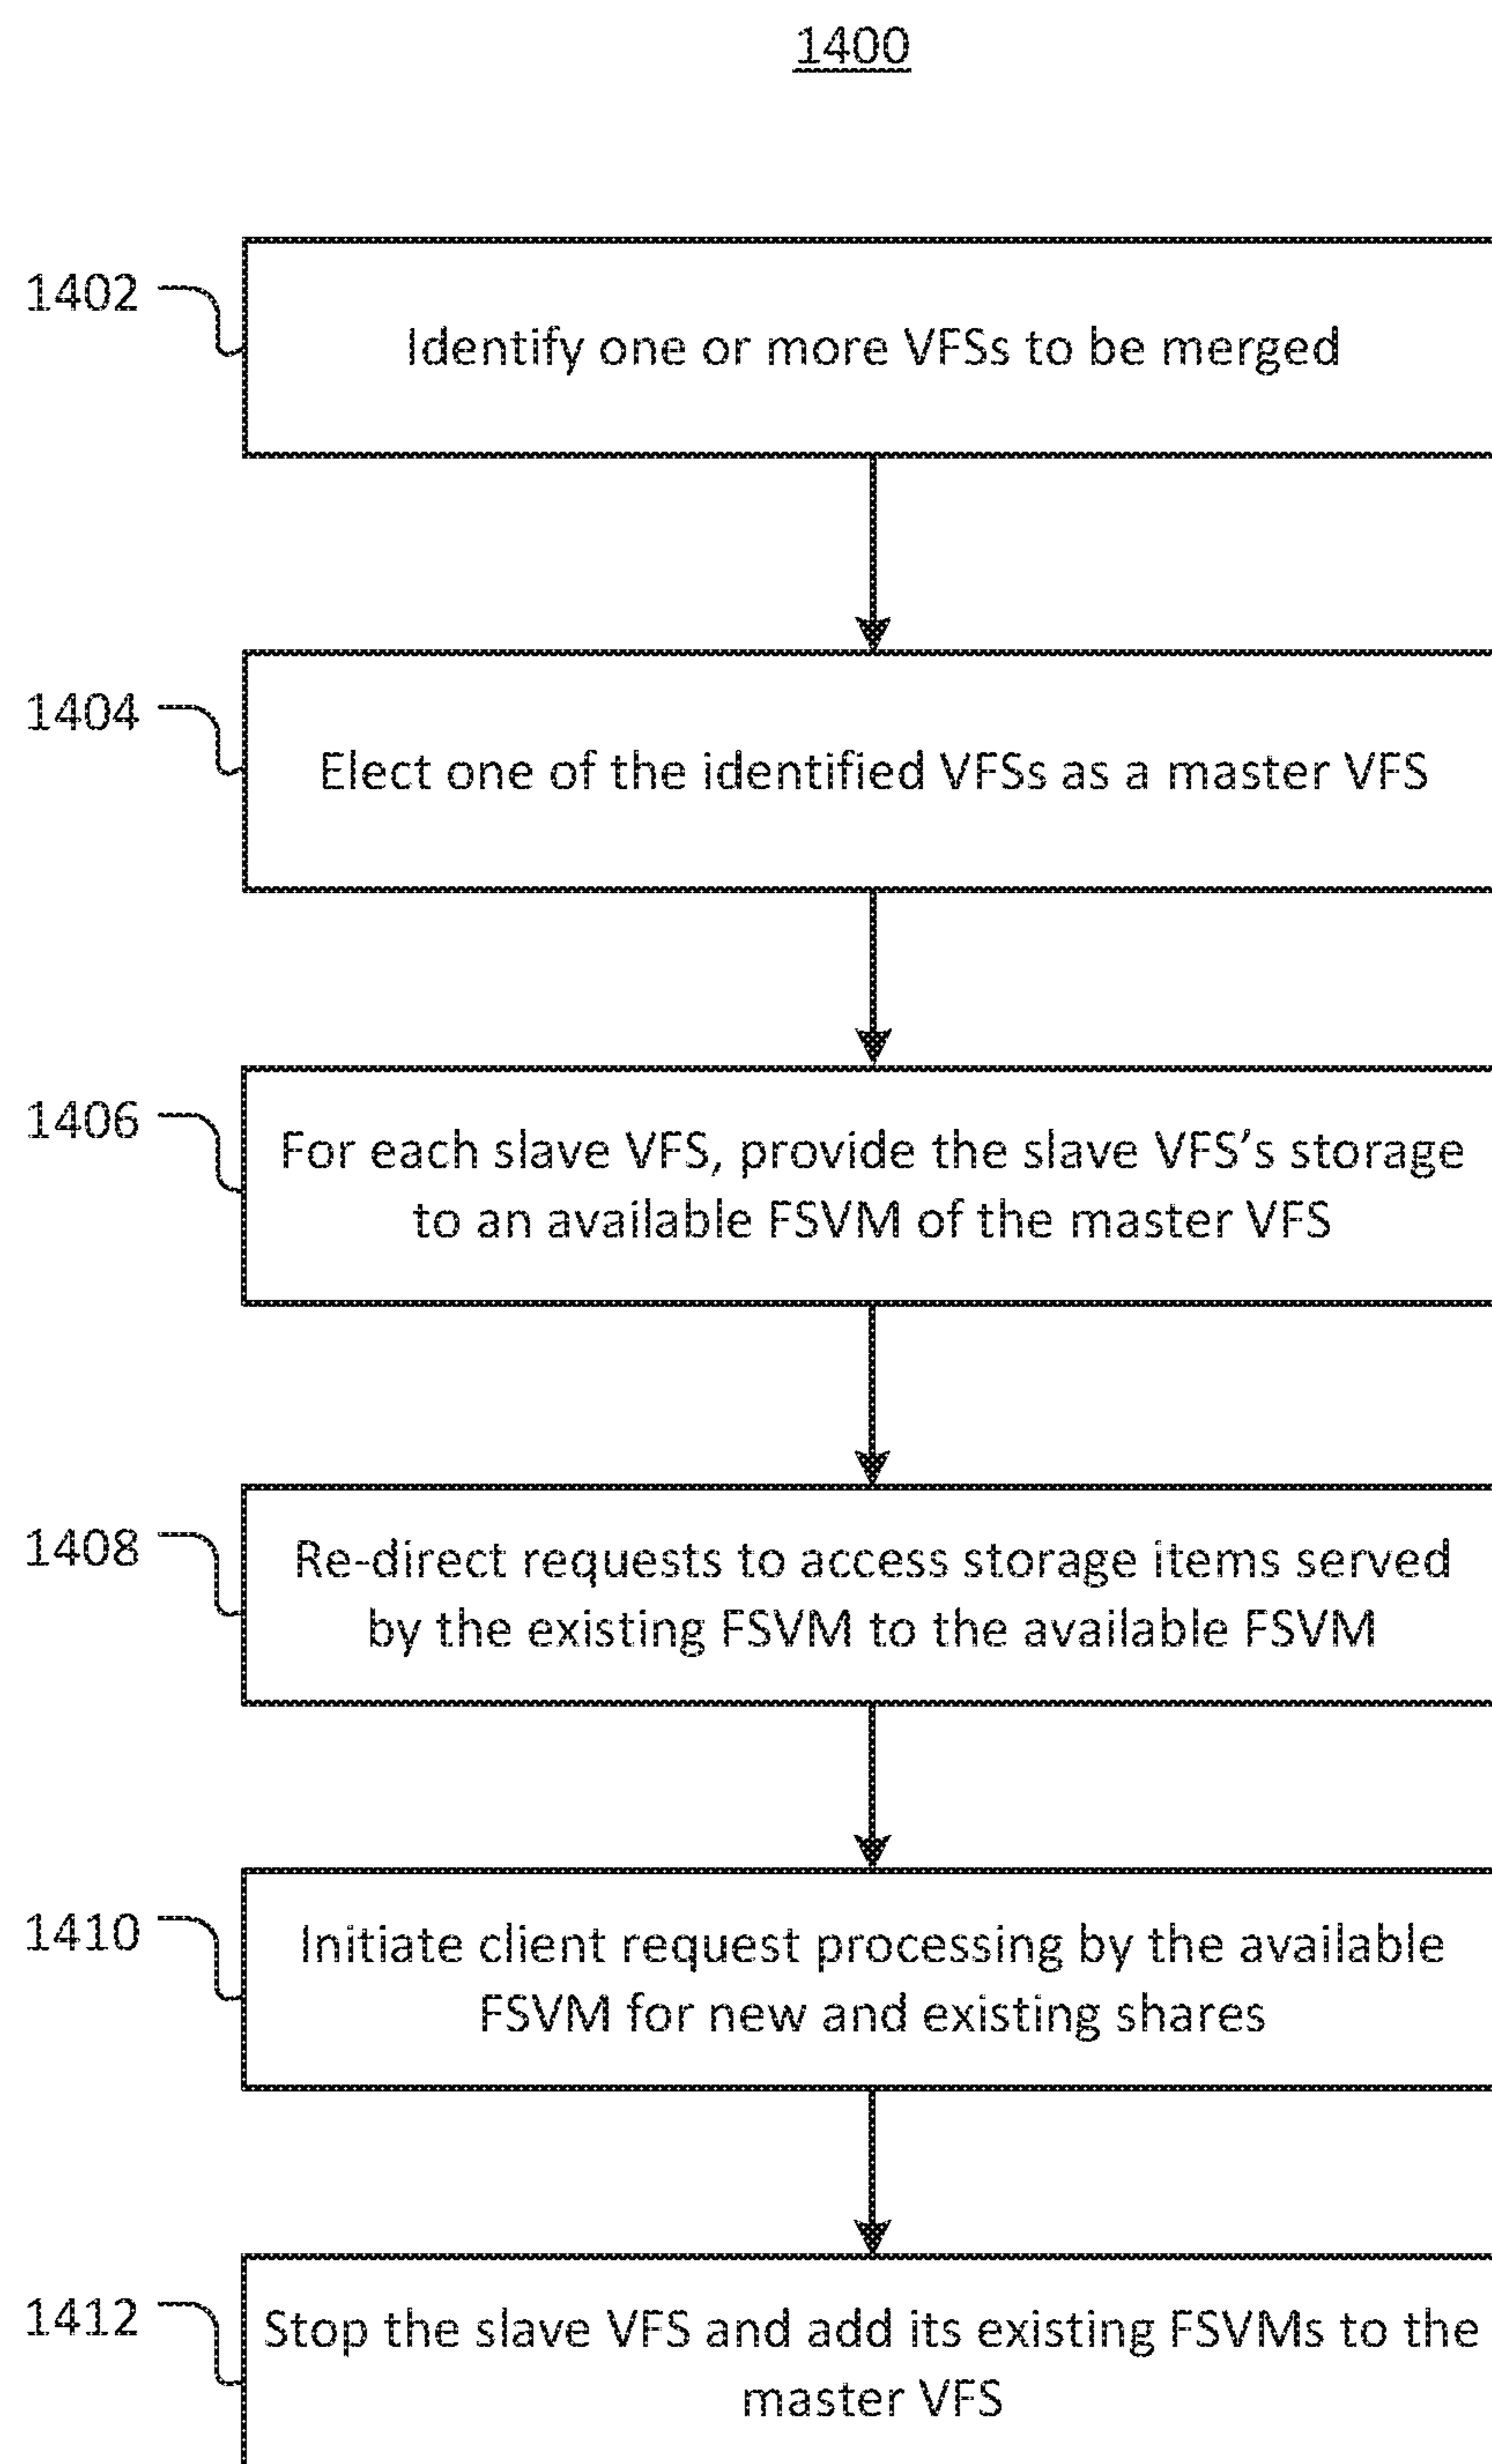 1400
1402
Identify one or more VFSs to be merged
1404
Elect one of the identified VFSs as a master VFS
1406
For each slave VFS, provide the slave VFS's storage
to an available FSVM of the master VFS
1408
Re-direct requests to access storage items served
by the existing FSVM to the available FSVM
1410
Initiate client request processing by the available
FSVM for new and existing shares
1412
Stop the slave VFS and add its existing FSVMs to the
master VFS